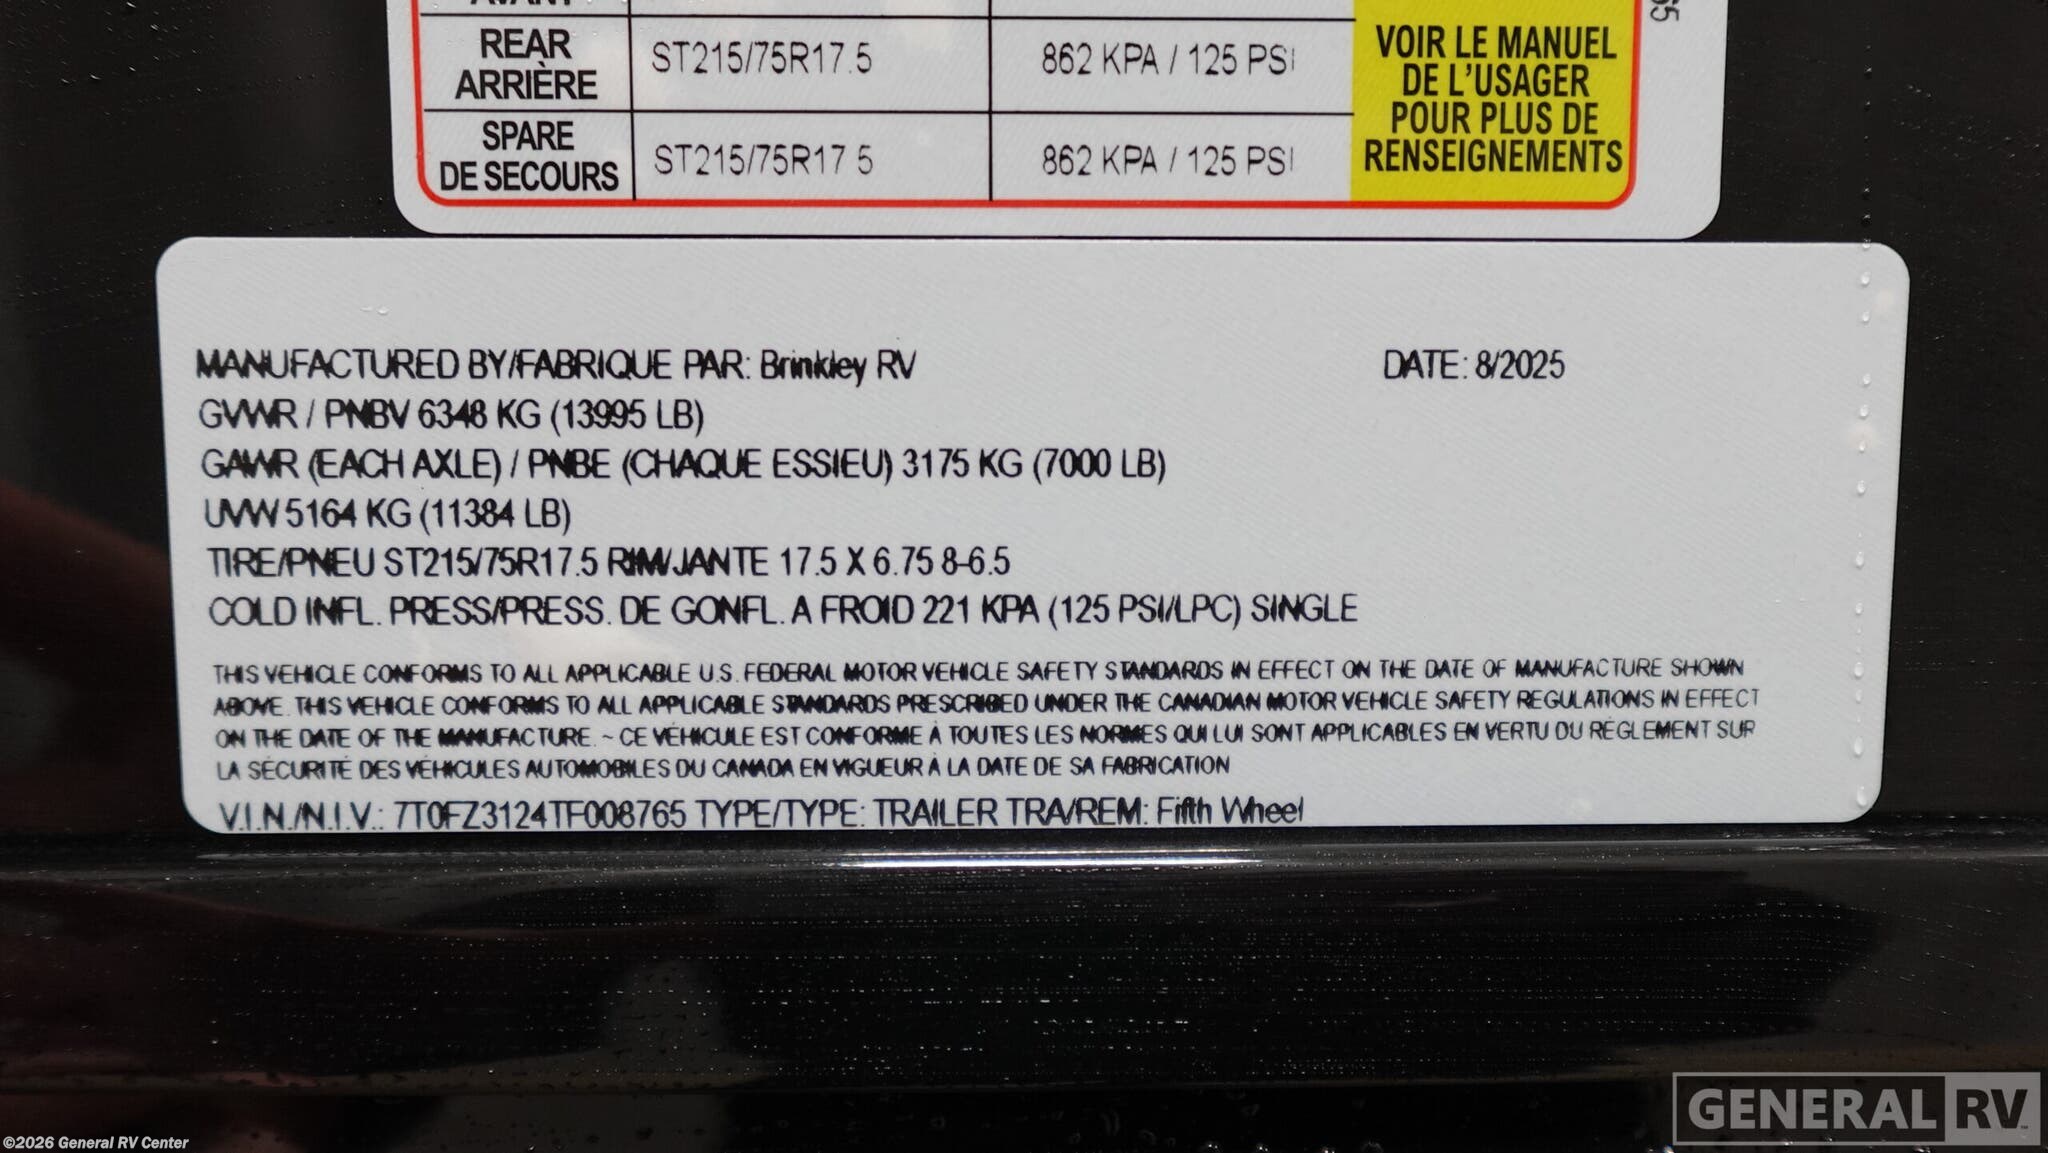 REAR
ARRIÈRE
ST215/75R17.5
862 KPA / 125 PSI
SPARE
DE SECOURS
ST215/75R17.5
862 KPA / 125 PSI
VOIR LE MANUEL
DE L'USAGER
POUR PLUS DE
RENSEIGNEMENTS
MANUFACTURED BY/FABRIQUE PAR: Brinkley RV
DATE: 8/2025
GVWR / PNBV 6348 KG (13995 LB)
GAWR (EACH AXLE) / PNBE (CHAQUE ESSIEU) 3175 KG (7000 LB)
UVW 5164 KG (11384 LB)
TIRE/PNEU ST215/75R17.5 RIM/JANTE 17.5 X 6.75 8-6.5
COLD INFL. PRESS/PRESS. DE GONFL. A FROID 221 KPA (125 PSI/LPC) SINGLE
THIS VEHICLE CONFORMS TO ALL APPLICABLE U.S. FEDERAL MOTOR VEHICLE SAFETY STANDARDS IN EFFECT ON THE DATE OF MANUFACTURE SHOWN
ABOVE. THIS VEHICLE CONFORMS TO ALL APPLICABLE STANDARDS PRESCRIBED UNDER THE CANADIAN MOTOR VEHICLE SAFETY REGULATIONS IN EFFECT
ON THE DATE OF THE MANUFACTURE. ~ CE VÉHICULE EST CONFORME À TOUTES LES NORMES QUI LUI SONT APPLICABLES EN VERTU DU RÈGLEMENT SUR
LA SÉCURITÉ DES VÉHICULES AUTOMOBILES DU CANADA EN VIGUEUR À LA DATE DE SA FABRICATION
V.I.N./N.I.V.: 7T0FZ3124TF008765 TYPE/TYPE: TRAILER TRA/REM: Fifth Wheel
GENERAL RV
©2026 General RV Center